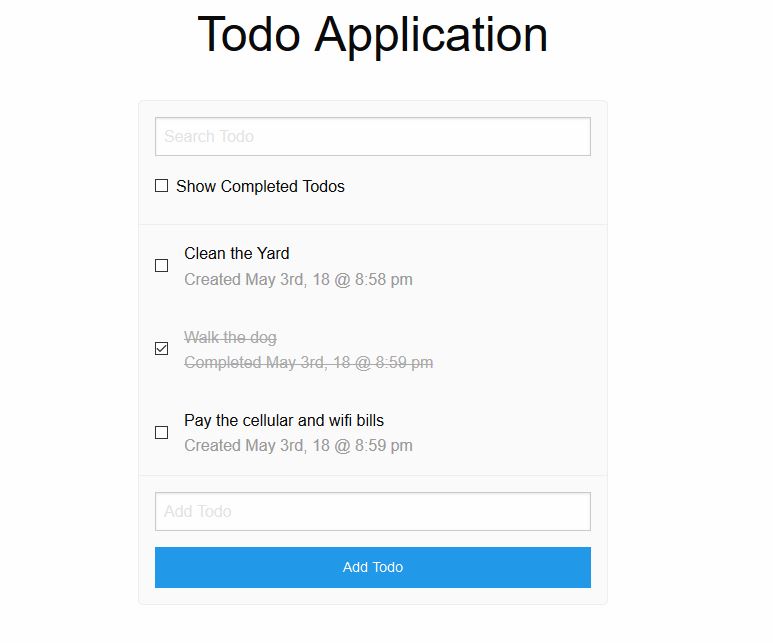 Todo Application
Search Todo
Show Completed Todos
Clean the Yard
Created May 3rd, 18 @ 8:58 pm
Walk the dog
Completed May 3rd, 18 @ 8:59 pm
Pay the cellular and wifi bills
Created May 3rd, 18 @ 8:59 pm
Add Todo
Add Todo